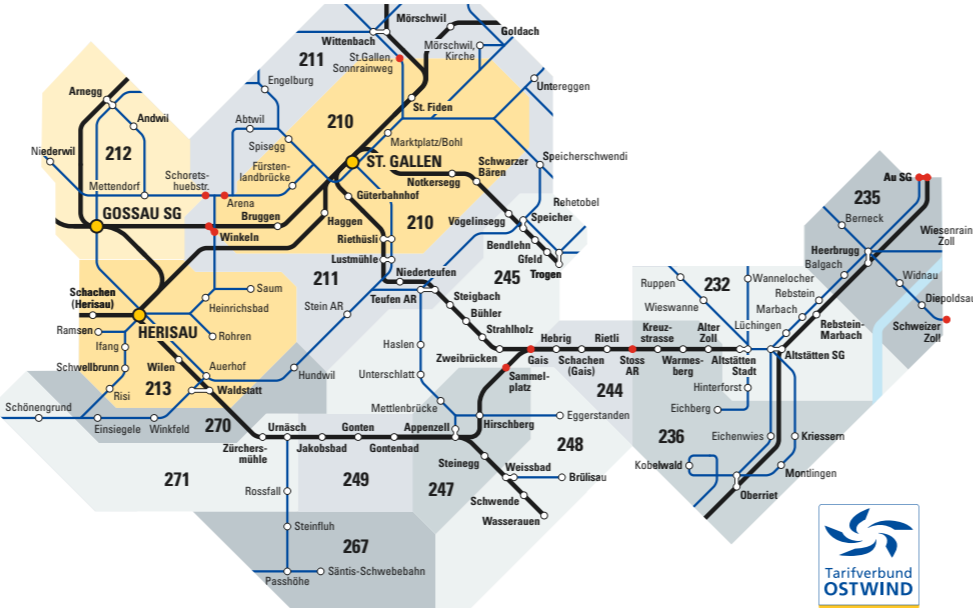 Mörschwil
Goldach
Wittenbach
Mörschwil,
Kirche
St.Gallen,
Sonnrainweg
211
Engelburg
Untereggen
Arnegg
Andwil
St. Fiden
Abtwil
210
Marktplatz/Bohl
Niederwil
212
Spisegg
ST. GALLEN
Schwarzer
Bären
Speicherschwendi
Fürsten-
landbrücke
Notkersegg
Mettendorf
Schorets-
huebstr.
Arena
Güterbahnhof
Rehetobel
GOSSAU SG
Bruggen
Haggen
210
Vögelinsegg
Speicher
Winkeln
Riethüsli
Bendlehn
Lustmühle
Gfeld
Trogen
211
Niederteufen
245
Teufen AR
Schachen
(Herisau)
Saum
Heinrichsbad
Stein AR
Steigbach
Bühler
HERISAU
Ramsen
Rohren
Strahlholz
Ifang
Haslen
Zweibrücken
Schwellbrunn
Wilen
Auerhof
Hundwil
Unterschlatt
Gais
Sammel-
platz
Hebrig
Schachen
(Gais)
Rietli
Stoss
AR
Kreuz-
strasse
Warmes-
berg
Alter
Zoll
Altstätten
Stadt
Altstätten SG
244
213
Risi
Waldstatt
Schönengrund
Einsiegele
Winkfeld
270
Mettlenbrücke
Hirschberg
Eggerstanden
Zürchers-
mühle
Urnäsch
Jakobsbad
Gonten
Gontenbad
Appenzell
248
Steinegg
Weissbad
Brülisau
271
249
247
Schwende
Wasserauen
Rossfall
Steinfluh
267
Passhöhe
Säntis-Schwebebahn
235
Au SG
Berneck
Wiesenrain
Zoll
Heerbrugg
Balgach
Widnau
Diepoldsau
Rebstein
Marbach
Rebstein-
Marbach
Schweizer
Zoll
Lüchingen
232
Ruppen
Wannelocher
Wieswanne
Hinterforst
Eichberg
236
Eichenwies
Kriessern
Kobelwald
Montlingen
Oberriet
Tarifverbund
OSTWIND